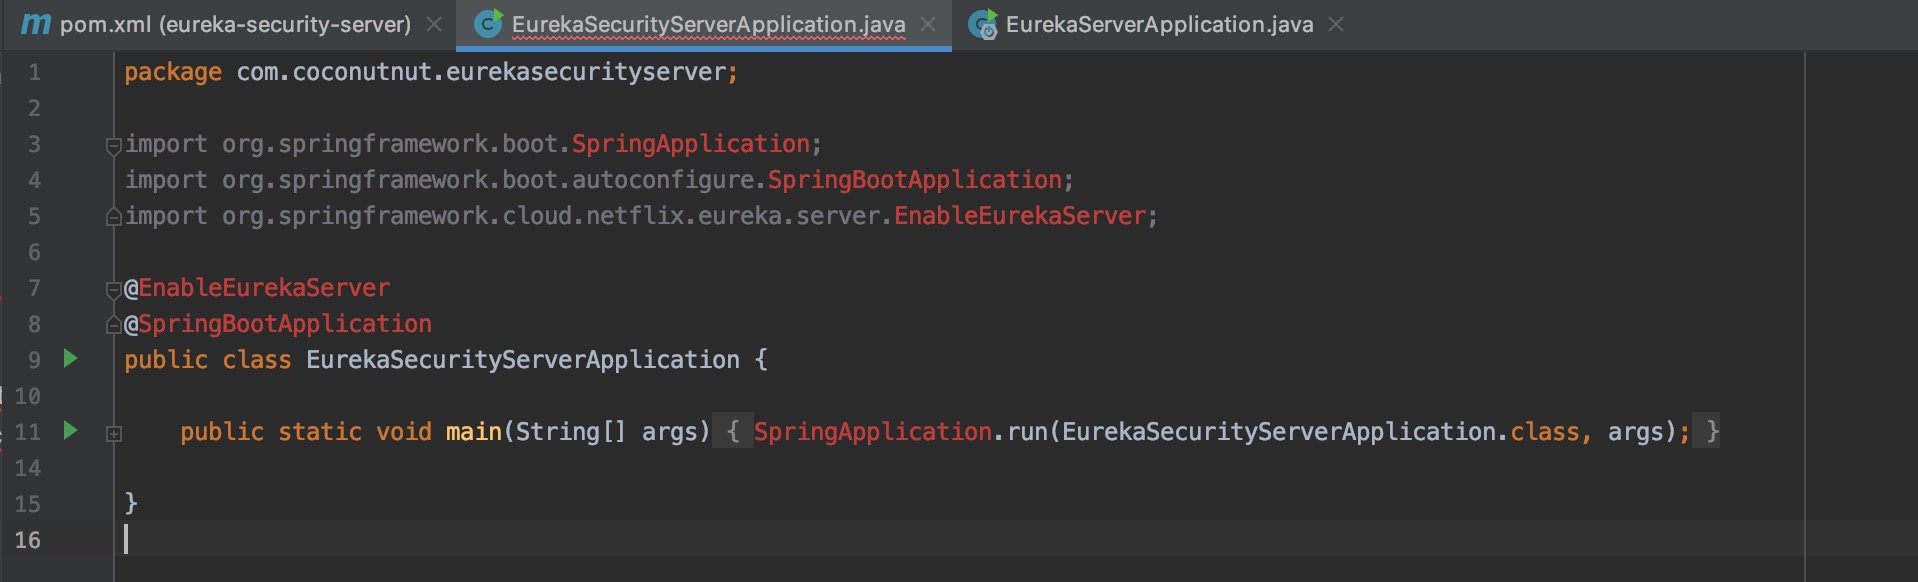 m pom.xml (eureka-security-server) × C EurekaSecurityServerApplication.java × C EurekaServerApplication.java ×
1 package com.coconutnut.eurekasecurityserver;
2
3 import org.springframework.boot.SpringApplication;
4 import org.springframework.boot.autoconfigure.SpringBootApplication;
5 import org.springframework.cloud.netflix.eureka.server.EnableEurekaServer;
6
7 @EnableEurekaServer
8 @SpringBootApplication
9 public class EurekaSecurityServerApplication {
10
11 public static void main(String[] args) { SpringApplication.run(EurekaSecurityServerApplication.class, args); }
14
15 }
16